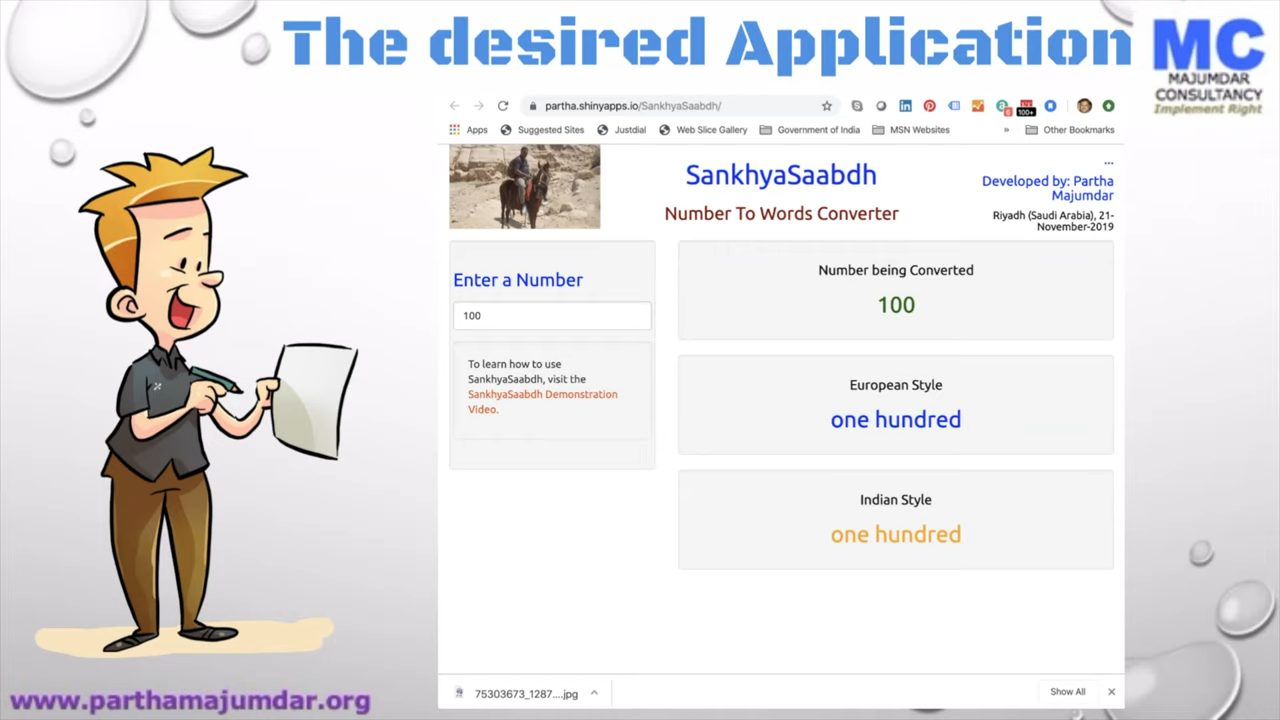 The desired Application
MC
MAJUMDAR
CONSULTANCY
Implement Right
partha.shinyapps.io/SankhyaSaabdh/
100+
Apps
Suggested Sites
Justdial
Web Slice Gallery
Government of India
MSN Websites
»
Other Bookmarks
SankhyaSaabdh
Number To Words Converter
...
Developed by: Partha
Majumdar
Riyadh (Saudi Arabia), 21-
November-2019
Enter a Number
100
To learn how to use
SankhyaSaabdh, visit the
SankhyaSaabdh Demonstration
Video.
Number being Converted
100
European Style
one hundred
Indian Style
one hundred
75303673_1287....jpg
Show All
www.parthamajumdar.org